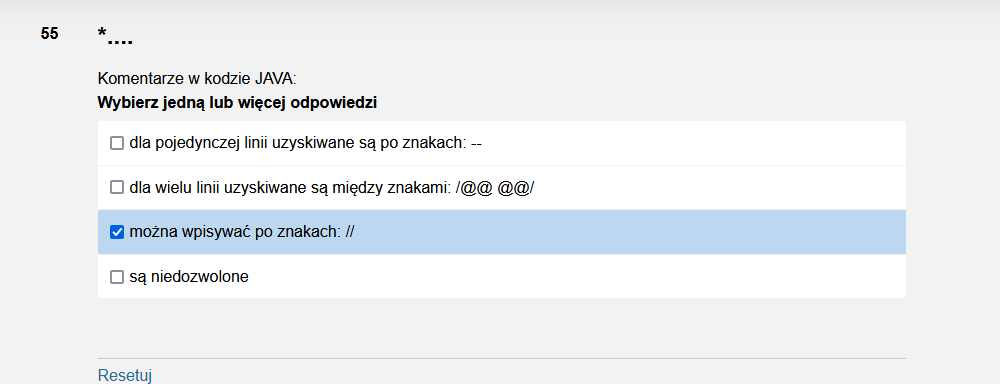 55 *....
Komentarze w kodzie JAVA:
Wybierz jedną lub więcej odpowiedzi
dla pojedynczej linii uzyskiwane są po znakach: --
dla wielu linii uzyskiwane są między znakami: /@@ @@/
można wpisywać po znakach: //
są niedozwolone
Resetuj